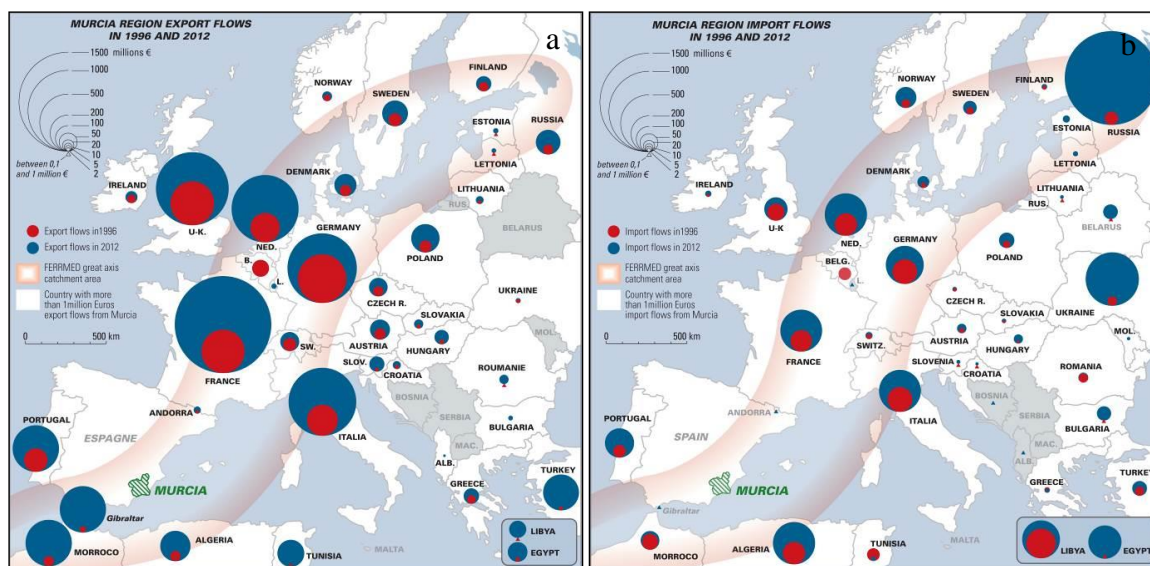 MURCIA REGION EXPORT FLOWS
IN 1996 AND 2012
a
1500 millions €
1000
500
200
100
50
20
10
5
2
between 0,1
and 1 million €
Export flows in1996
Export flows in 2012
FERRMED great axis
catchment area
Country with more
than 1million Euros
export flows from Murcia
0
500 km
NORWAY
FINLAND
SWEDEN
ESTONIA
RUSSIA
LETTONIA
DENMARK
LITHUANIA
RUS.
IRELAND
U-K.
NED.
GERMANY
BELARUS
POLAND
B.
L.
UKRAINE
CZECH R.
SLOVAKIA
MOL.
AUSTRIA
HUNGARY
SW.
FRANCE
SLOV.
CROATIA
ROUMANIE
BOSNIA
SERBIA
ANDORRA
BULGARIA
ITALIA
MAC.
PORTUGAL
ESPAGNE
ALB.
TURKEY
GREECE
MURCIA
Gibraltar
LIBYA
MORROCO
ALGERIA
TUNISIA
MALTA
EGYPT
MURCIA REGION IMPORT FLOWS
IN 1996 AND 2012
b
1500 millions €
1000
500
200
100
50
20
10
5
2
between 0,1
and 1 million €
Import flows in1996
Import flows in 2012
FERRMED great axis
catchment area
Country with more
than 1million Euros
import flows from Murcia
0
500 km
NORWAY
FINLAND
SWEDEN
ESTONIA
RUSSIA
LETTONIA
DENMARK
LITHUANIA
RUS.
IRELAND
U-K
NED.
GERMANY
BELARUS
POLAND
BELG.
L.
UKRAINE
CZECH R.
SLOVAKIA
MOL.
AUSTRIA
HUNGARY
SWITZ.
FRANCE
SLOVENIA
CROATIA
ROMANIA
BOSNIA
SERBIA
ANDORRA
BULGARIA
ITALIA
MAC.
PORTUGAL
SPAIN
ALB.
TURKEY
GREECE
MURCIA
Gibraltar
MORROCO
ALGERIA
TUNISIA
MALTA
LIBYA
EGYPT